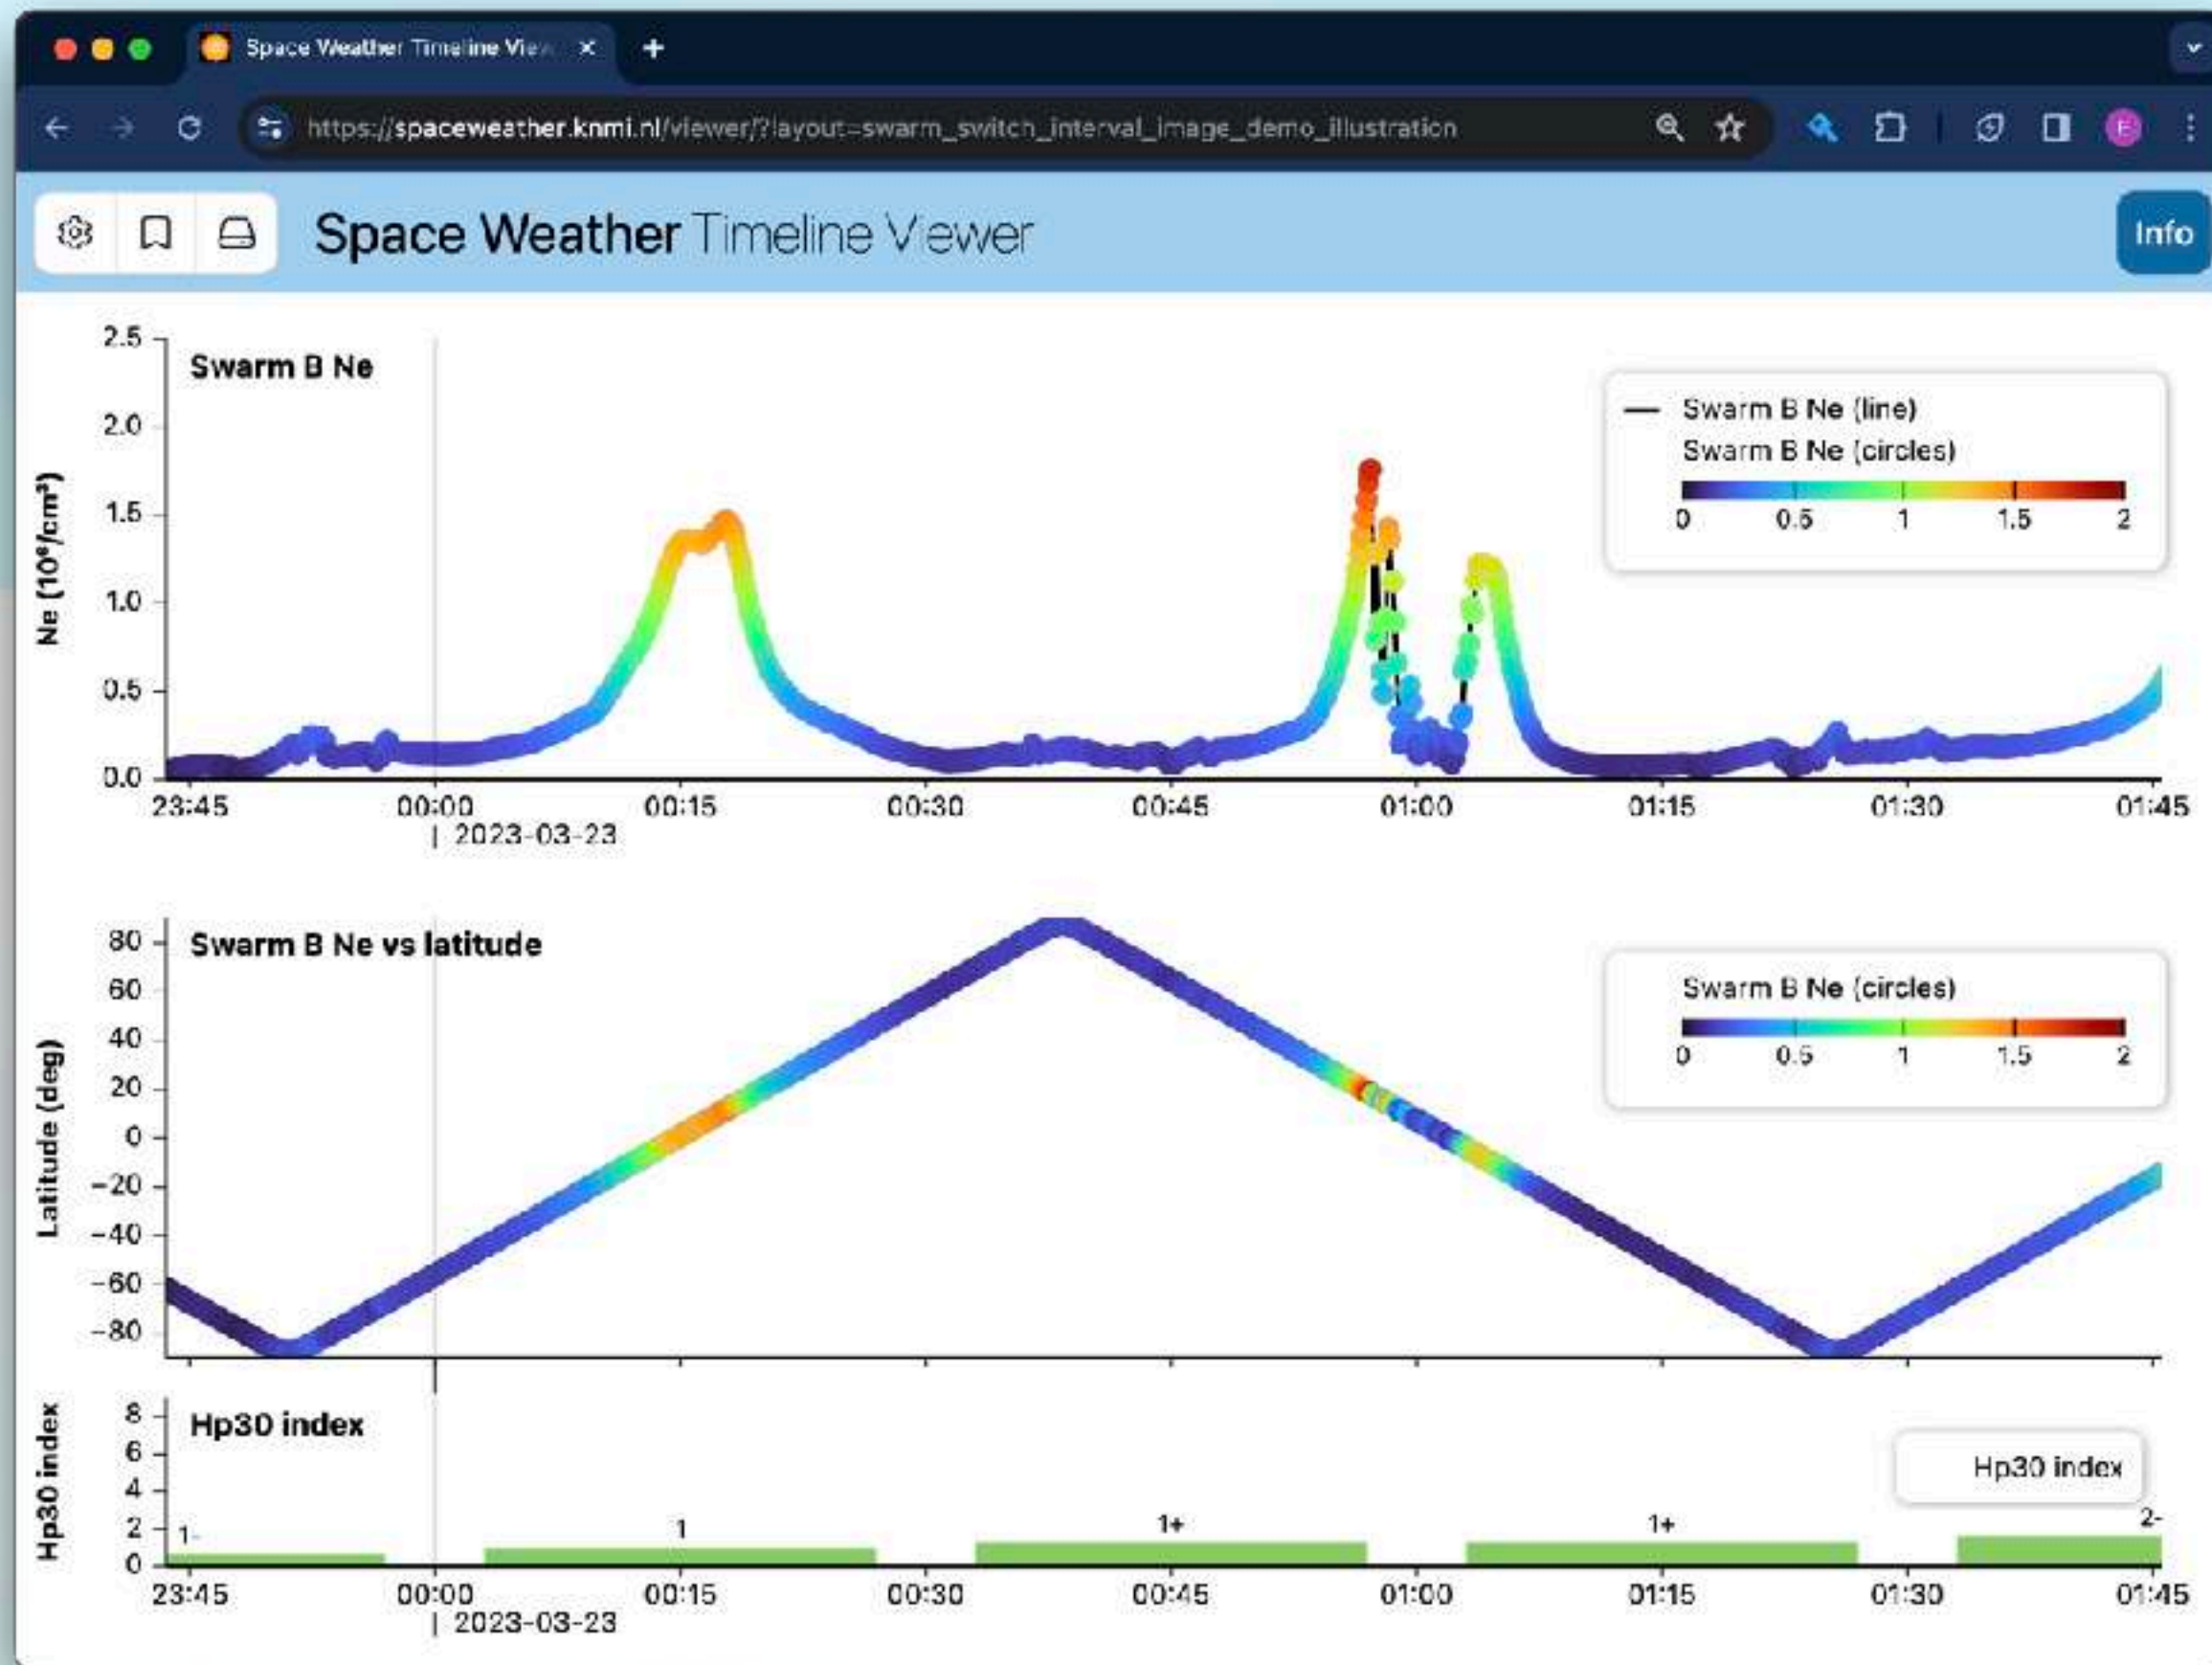 Space Weather Timeline View
https://spaceweather.knmi.nl/viewer/?layout=swarm_switch_interval_image_demo_illustration
E
Space Weather Timeline Viewer
Info
Swarm B Ne
Ne (10⁶/cm³)
2.5
2.0
1.5
1.0
0.5
0.0
Swarm B Ne (line)
Swarm B Ne (circles)
0 0.5 1 1.5 2
23:45 00:00 00:15 00:30 00:45 01:00 01:15 01:30 01:45
| 2023-03-23
Swarm B Ne vs latitude
Latitude (deg)
80
60
40
20
0
−20
−40
−60
−80
Swarm B Ne (circles)
0 0.5 1 1.5 2
Hp30 index
Hp30 index
8
6
4
2
0
Hp30 index
1- 1 1+ 1+ 2-
23:45 00:00 00:15 00:30 00:45 01:00 01:15 01:30 01:45
| 2023-03-23